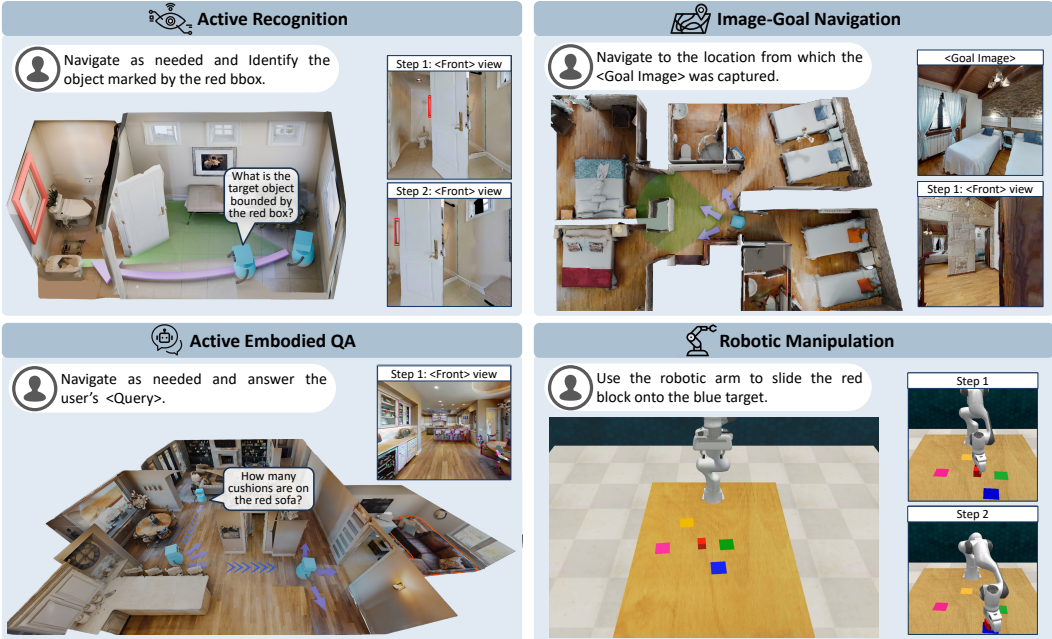 Active Recognition
Navigate as needed and Identify the
object marked by the red bbox.
Step 1: <Front> view
Step 2: <Front> view
What is the
target object
bounded by
the red box?
Image-Goal Navigation
Navigate to the location from which the
<Goal Image> was captured.
<Goal Image>
Step 1: <Front> view
Active Embodied QA
Navigate as needed and answer the
user's <Query>.
Step 1: <Front> view
How many
cushions are on
the red sofa?
Robotic Manipulation
Use the robotic arm to slide the red
block onto the blue target.
Step 1
Step 2